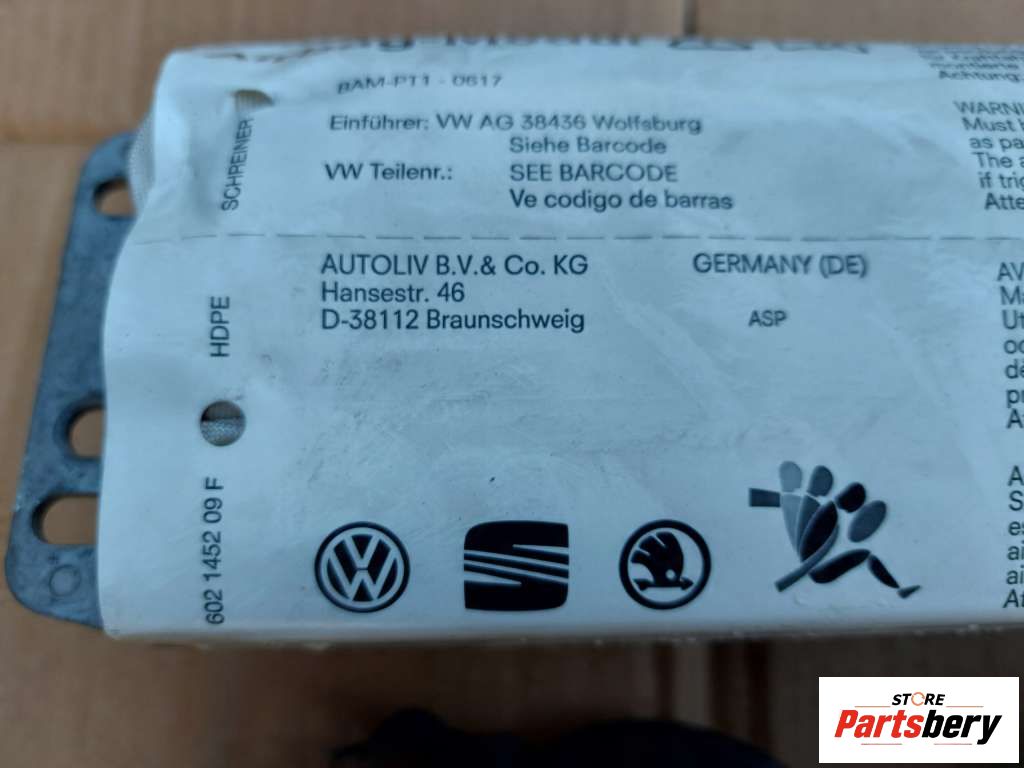 BAM-PT1 - 0617
Einführer: VW AG 38436 Wolfsburg
Siehe Barcode
VW Teilenr.: SEE BARCODE
Ve codigo de barras
AUTOLIV B.V.& Co. KG GERMANY (DE)
Hansestr. 46
D-38112 Braunschweig ASP
SCHREINER
HDPE
602 1452 09 F
montierte
Achtung:
Must
as pa
The a
if
Atte
STORE
Partsbery